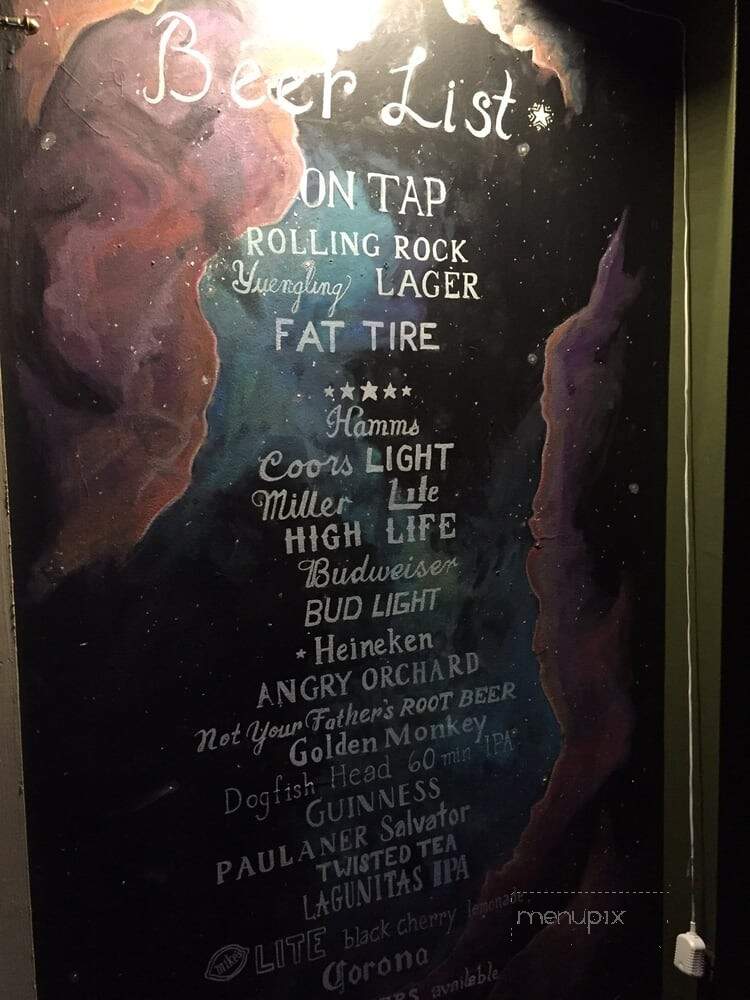 Beer List
ON TAP
ROLLING ROCK
Yuengling LAGER
FAT TIRE
Hamms
Coors LIGHT
Miller Lite
HIGH LIFE
Budweiser
BUD LIGHT
Heineken
ANGRY ORCHARD
Not Your Father's ROOT BEER
Golden Monkey
Dogfish Head 60 min IPA
GUINNESS
PAULANER Salvator
TWISTED TEA
LAGUNITAS IPA
mike's LITE black cherry lemonade
Corona
available
menupix